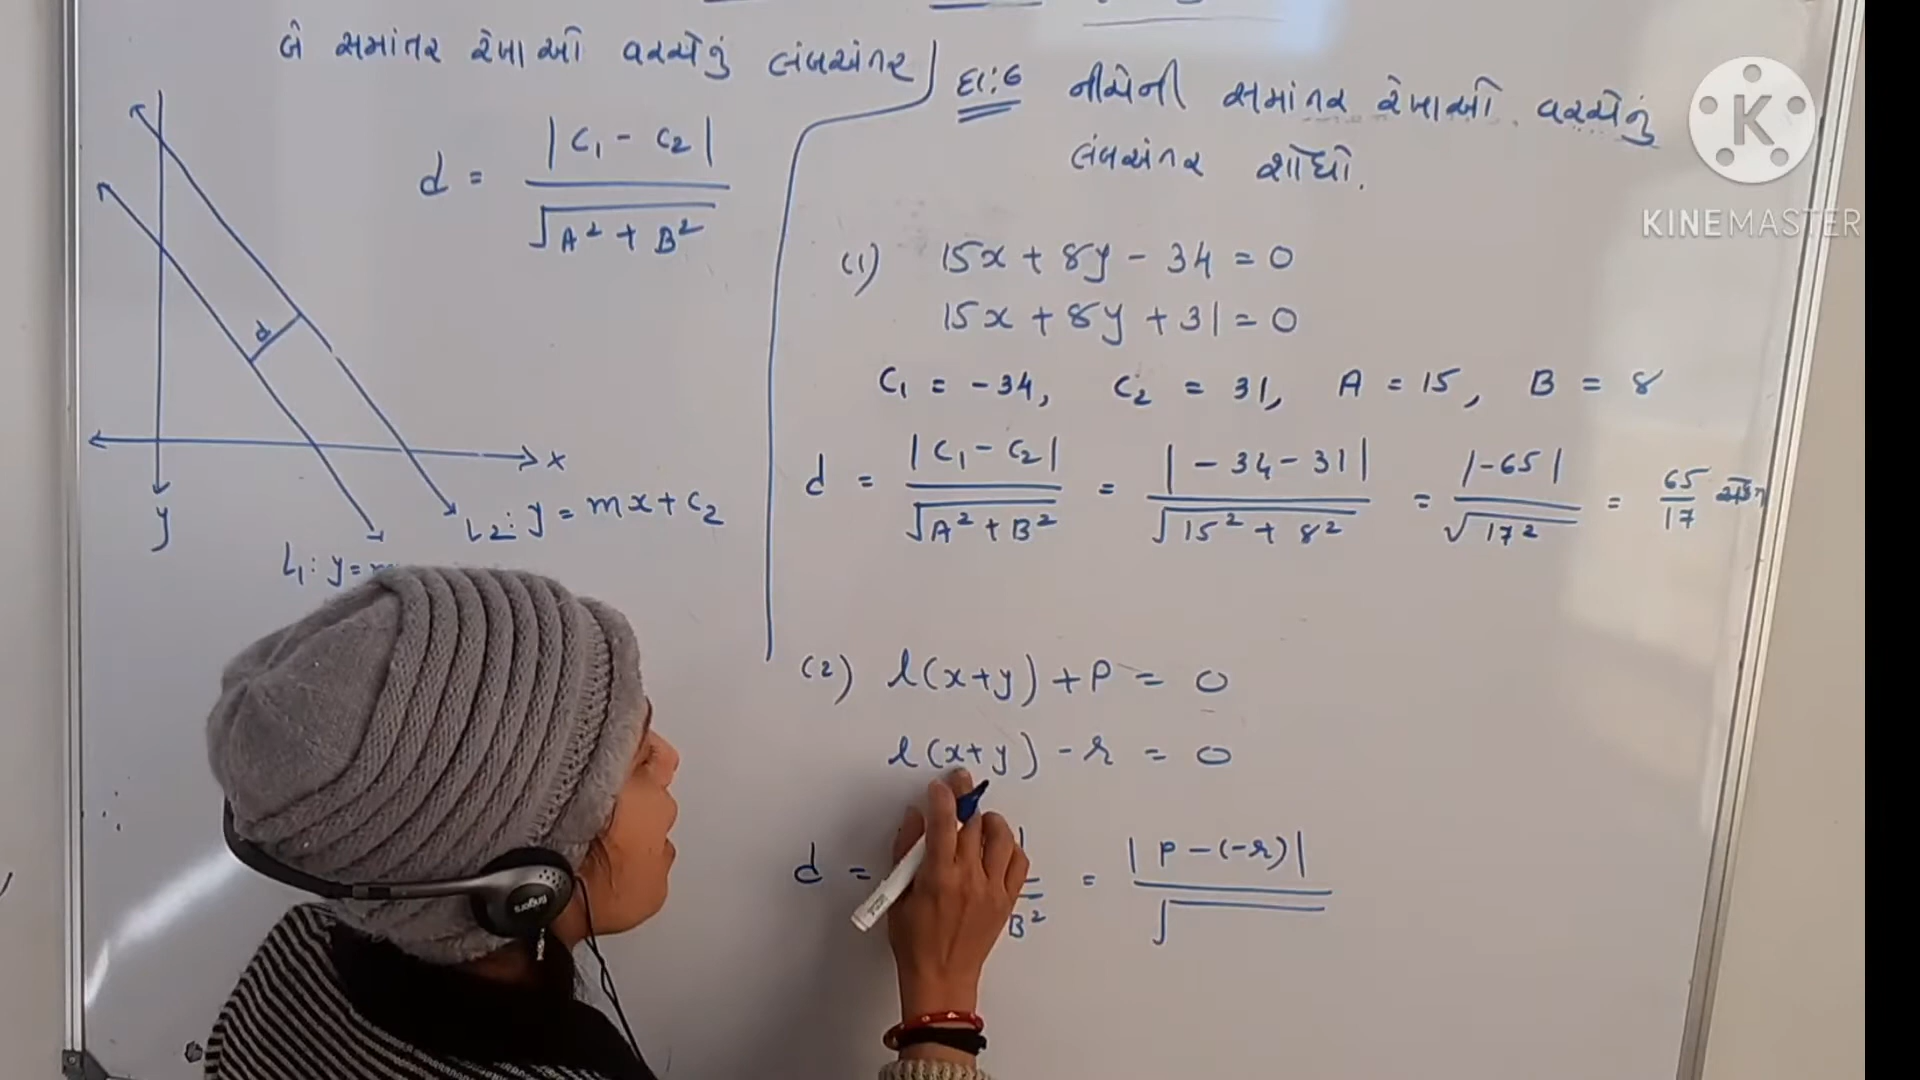 બે સમાંતર રેખાઓ વચ્ચેનું લંબઅંતર
d = |C₁ - C₂| / √(A² + B²)
d
x
y
L₂: y = mx + C₂
L₁: y = m
દા:6 નીચેની સમાંતર રેખાઓ વચ્ચેનું
લંબઅંતર શોધો.
(1) 15x + 8y - 34 = 0
15x + 8y + 31 = 0
C₁ = -34, C₂ = 31, A = 15, B = 8
d = |C₁ - C₂| / √(A² + B²) = |-34 - 31| / √(15² + 8²) = |-65| / √(17²) = 65/17
(2) l(x+y) + P = 0
l(x+y) - r = 0
d = B² = |P - (-r)| / √
K
KINEMASTER
fingers